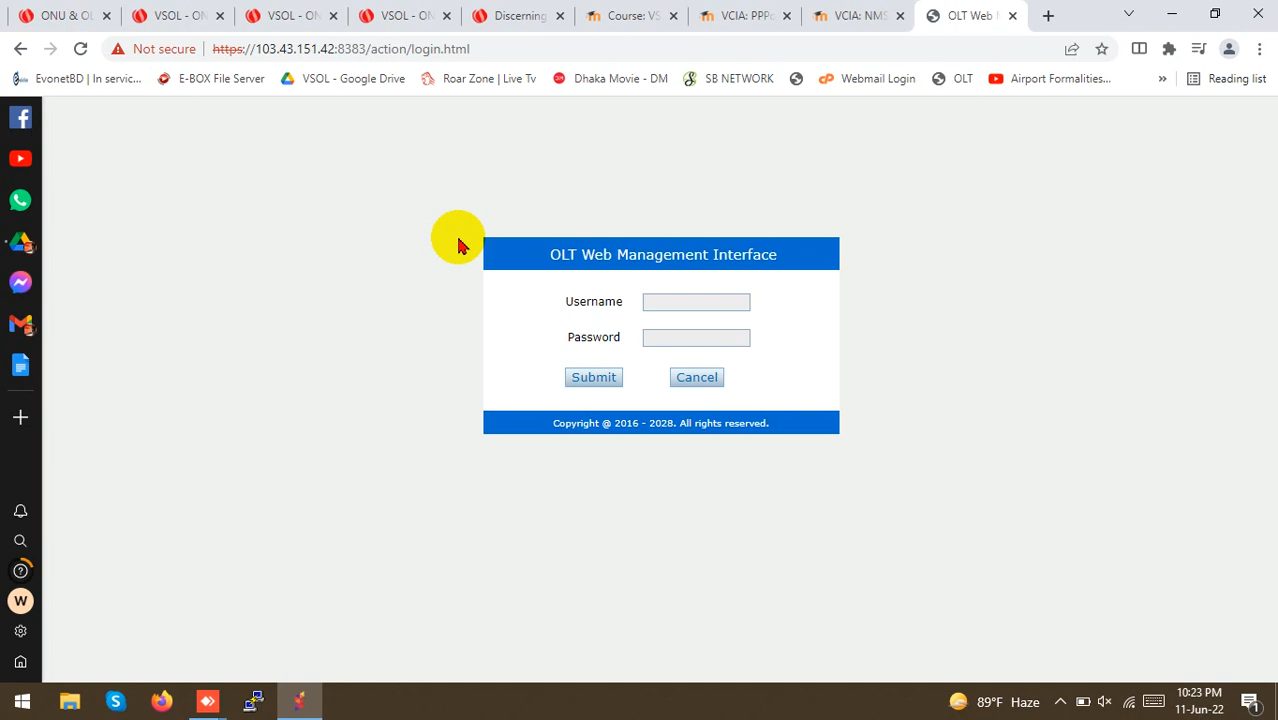 ONU & OL
VSOL - ON
VSOL - ON
VSOL - ON
Discerning
Course: VS
VCIA: PPPo
VCIA: NMS
OLT Web M
Not secure
https://103.43.151.42:8383/action/login.html
EvonetBD | In servic...
E-BOX File Server
VSOL - Google Drive
Roar Zone | Live Tv
Dhaka Movie - DM
SB NETWORK
Webmail Login
OLT
Airport Formalities...
»
Reading list
OLT Web Management Interface
Username
Password
Submit
Cancel
Copyright @ 2016 - 2028. All rights reserved.
W
89°F Haze
10:23 PM
11-Jun-22
1